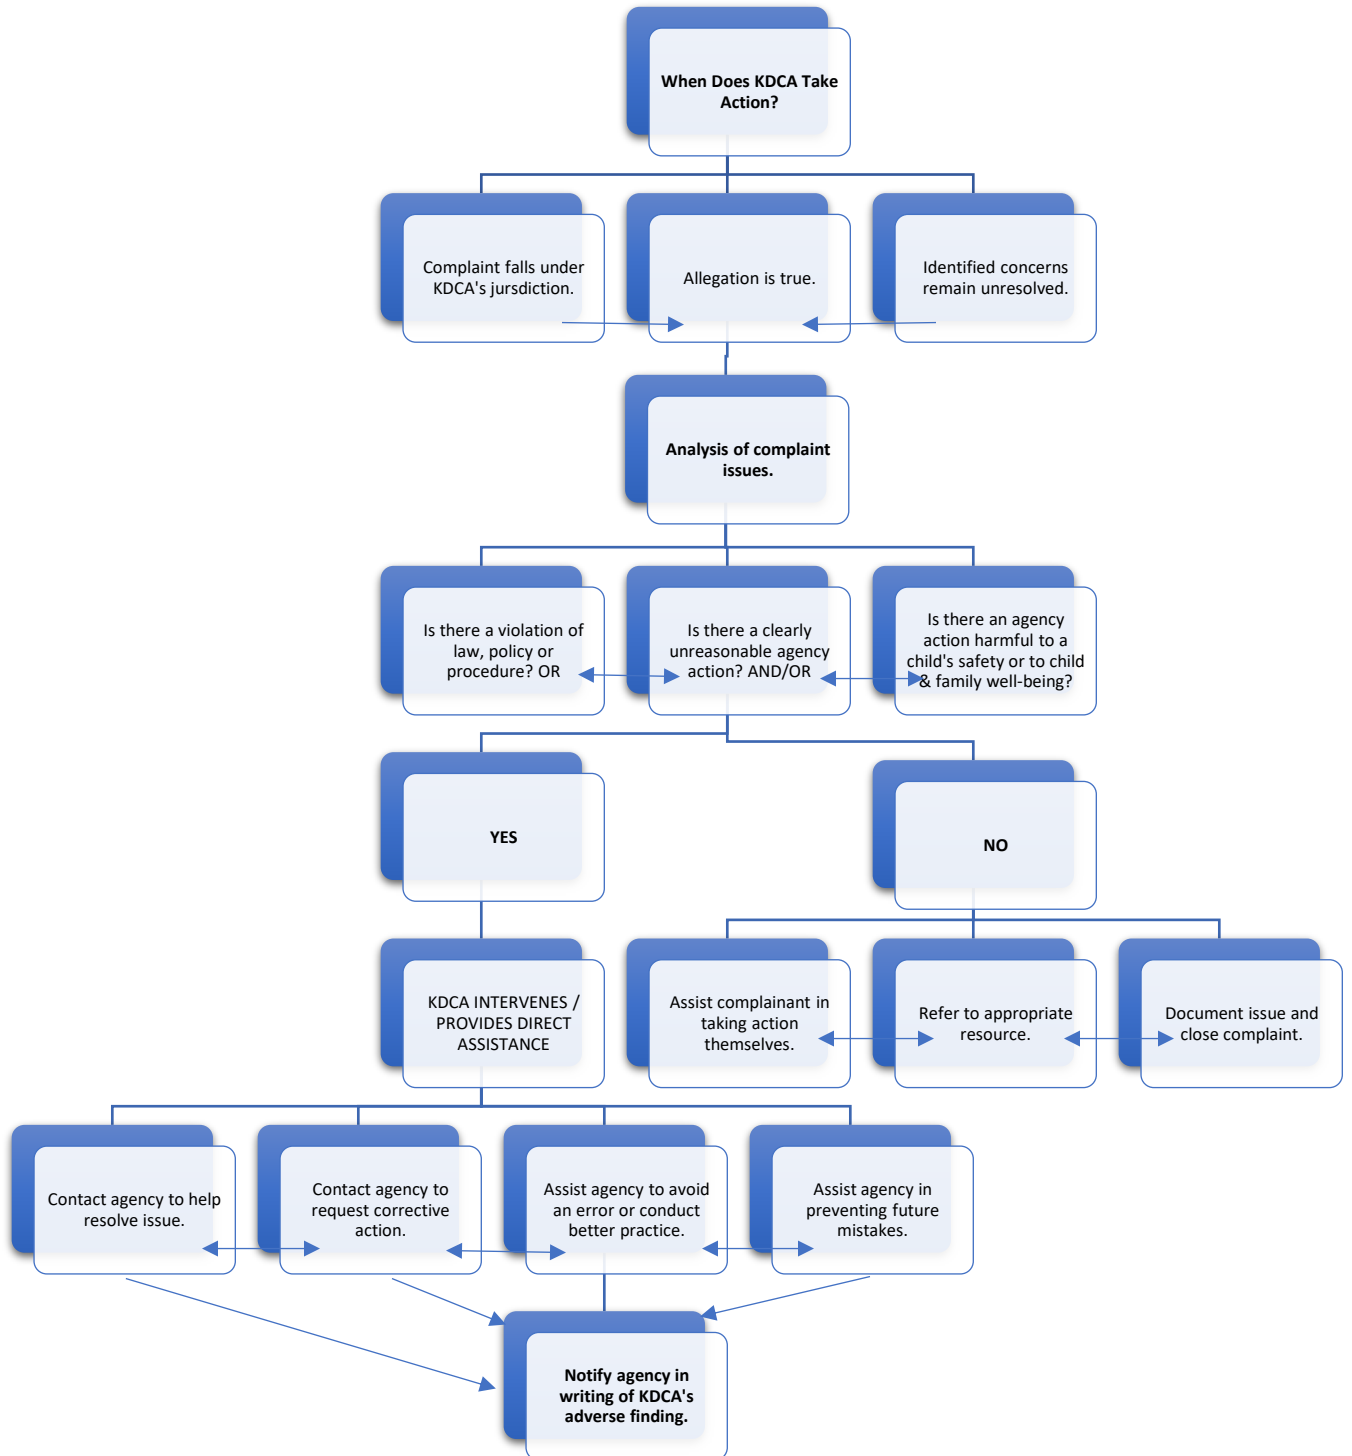 When Does KDCA Take
Action?
Complaint falls under
KDCA's jursdiction.
Allegation is true.
Identified concerns
remain unresolved.
Analysis of complaint
issues.
Is there a violation of
law, policy or
procedure? OR
Is there a clearly
unreasonable agency
action? AND/OR
Is there an agency
action harmful to a
child's safety or to child
& family well-being?
YES
NO
KDCA INTERVENES /
PROVIDES DIRECT
ASSISTANCE
Assist complainant in
taking action
themselves.
Refer to appropriate
resource.
Document issue and
close complaint.
Contact agency to help
resolve issue.
Contact agency to
request corrective
action.
Assist agency to avoid
an error or conduct
better practice.
Assist agency in
preventing future
mistakes.
Notify agency in
writing of KDCA's
adverse finding.